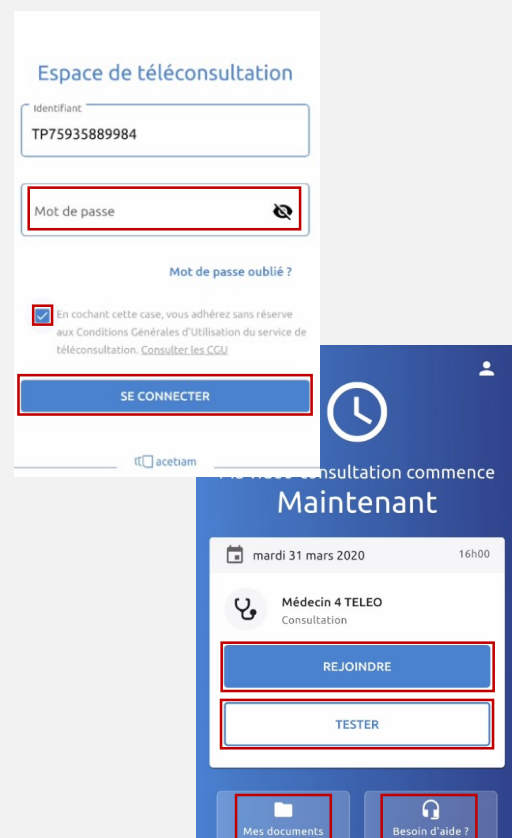 Espace de téléconsultation
Identifiant
TP75935889984
Mot de passe
Mot de passe oublié ?
En cochant cette case, vous adhérez sans réserve
aux Conditions Générales d'Utilisation du service de
téléconsultation. Consulter les CGU
SE CONNECTER
acetiam
consultation commence
Maintenant
mardi 31 mars 2020
16h00
Médecin 4 TELEO
Consultation
REJOINDRE
TESTER
Mes documents
Besoin d'aide ?